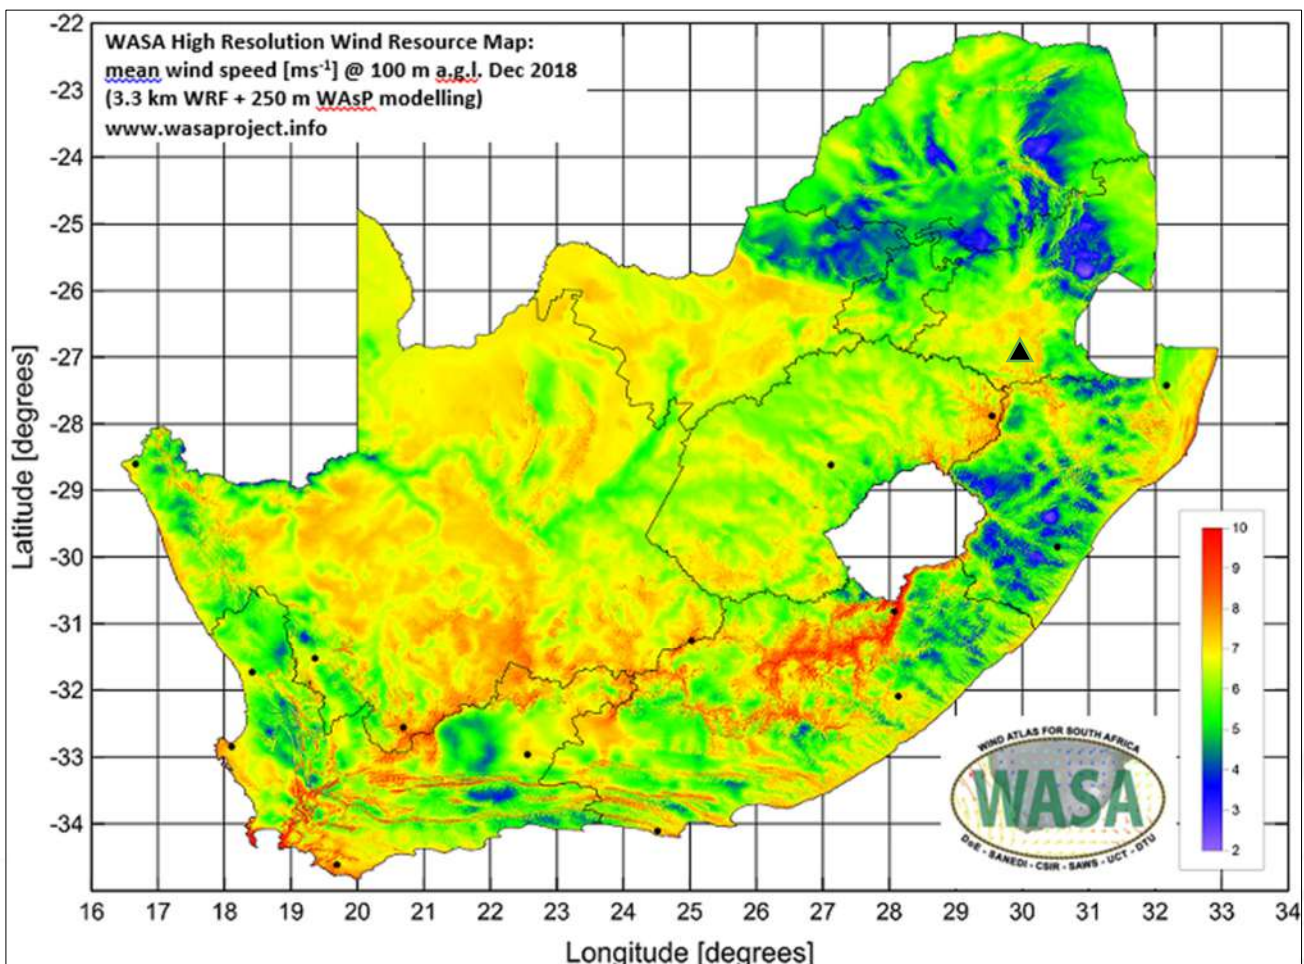 WASA High Resolution Wind Resource Map:
mean wind speed [ms-1] @ 100 m a.g.l. Dec 2018
(3.3 km WRF + 250 m WAsP modelling)
www.wasaproject.info
-22
-23
-24
-25
-26
-27
-28
-29
-30
-31
-32
-33
-34
Latitude [degrees]
10
9
8
7
6
5
4
3
2
WIND ATLAS FOR SOUTH AFRICA
WASA
DoE - SANEDI - CSIR - SAWS - UCT - DTU
16 17 18 19 20 21 22 23 24 25 26 27 28 29 30 31 32 33 34
Longitude [degrees]